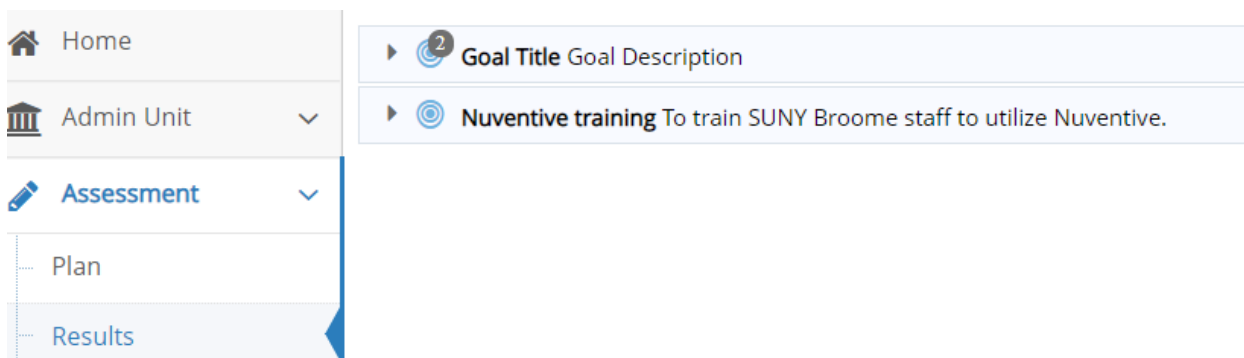 Home
Admin Unit
Assessment
Plan
Results
2
Goal Title Goal Description
Nuventive training To train SUNY Broome staff to utilize Nuventive.